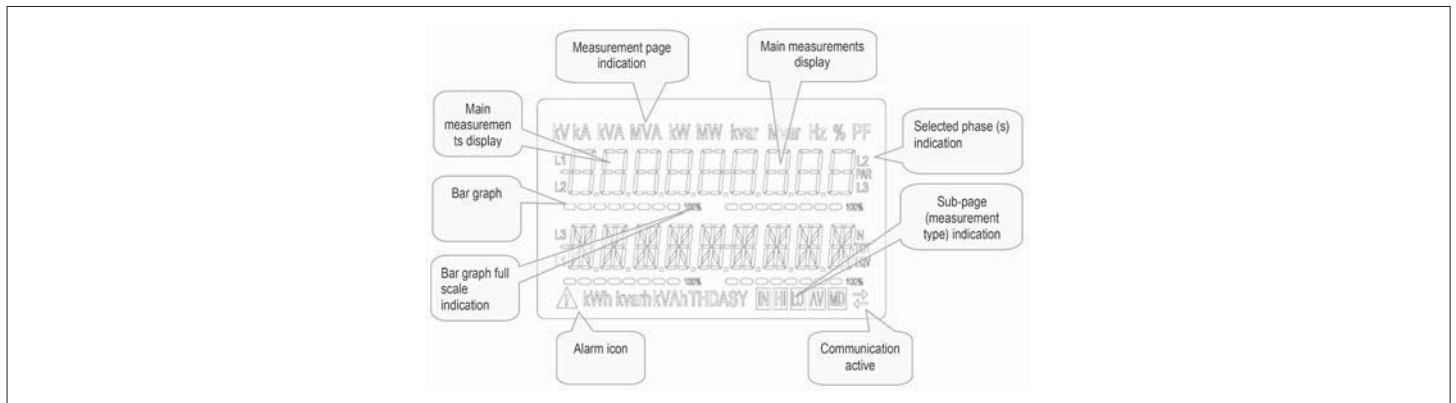 Measurement page
indication
Main measurements
display
Main
measuremen
ts display
kV kA kVA MVA kW MW kvar Mvar Hz % PF
Selected phase (s)
indication
L1
L2
PAR
L2
L3
Bar graph
100%
100%
Sub-page
(measurement
type) indication
L3
N
EQV
Bar graph full
scale
indication
100%
100%
kWh kvarh kVAh THD ASY IN HI LO AV MD
Alarm icon
Communication
active